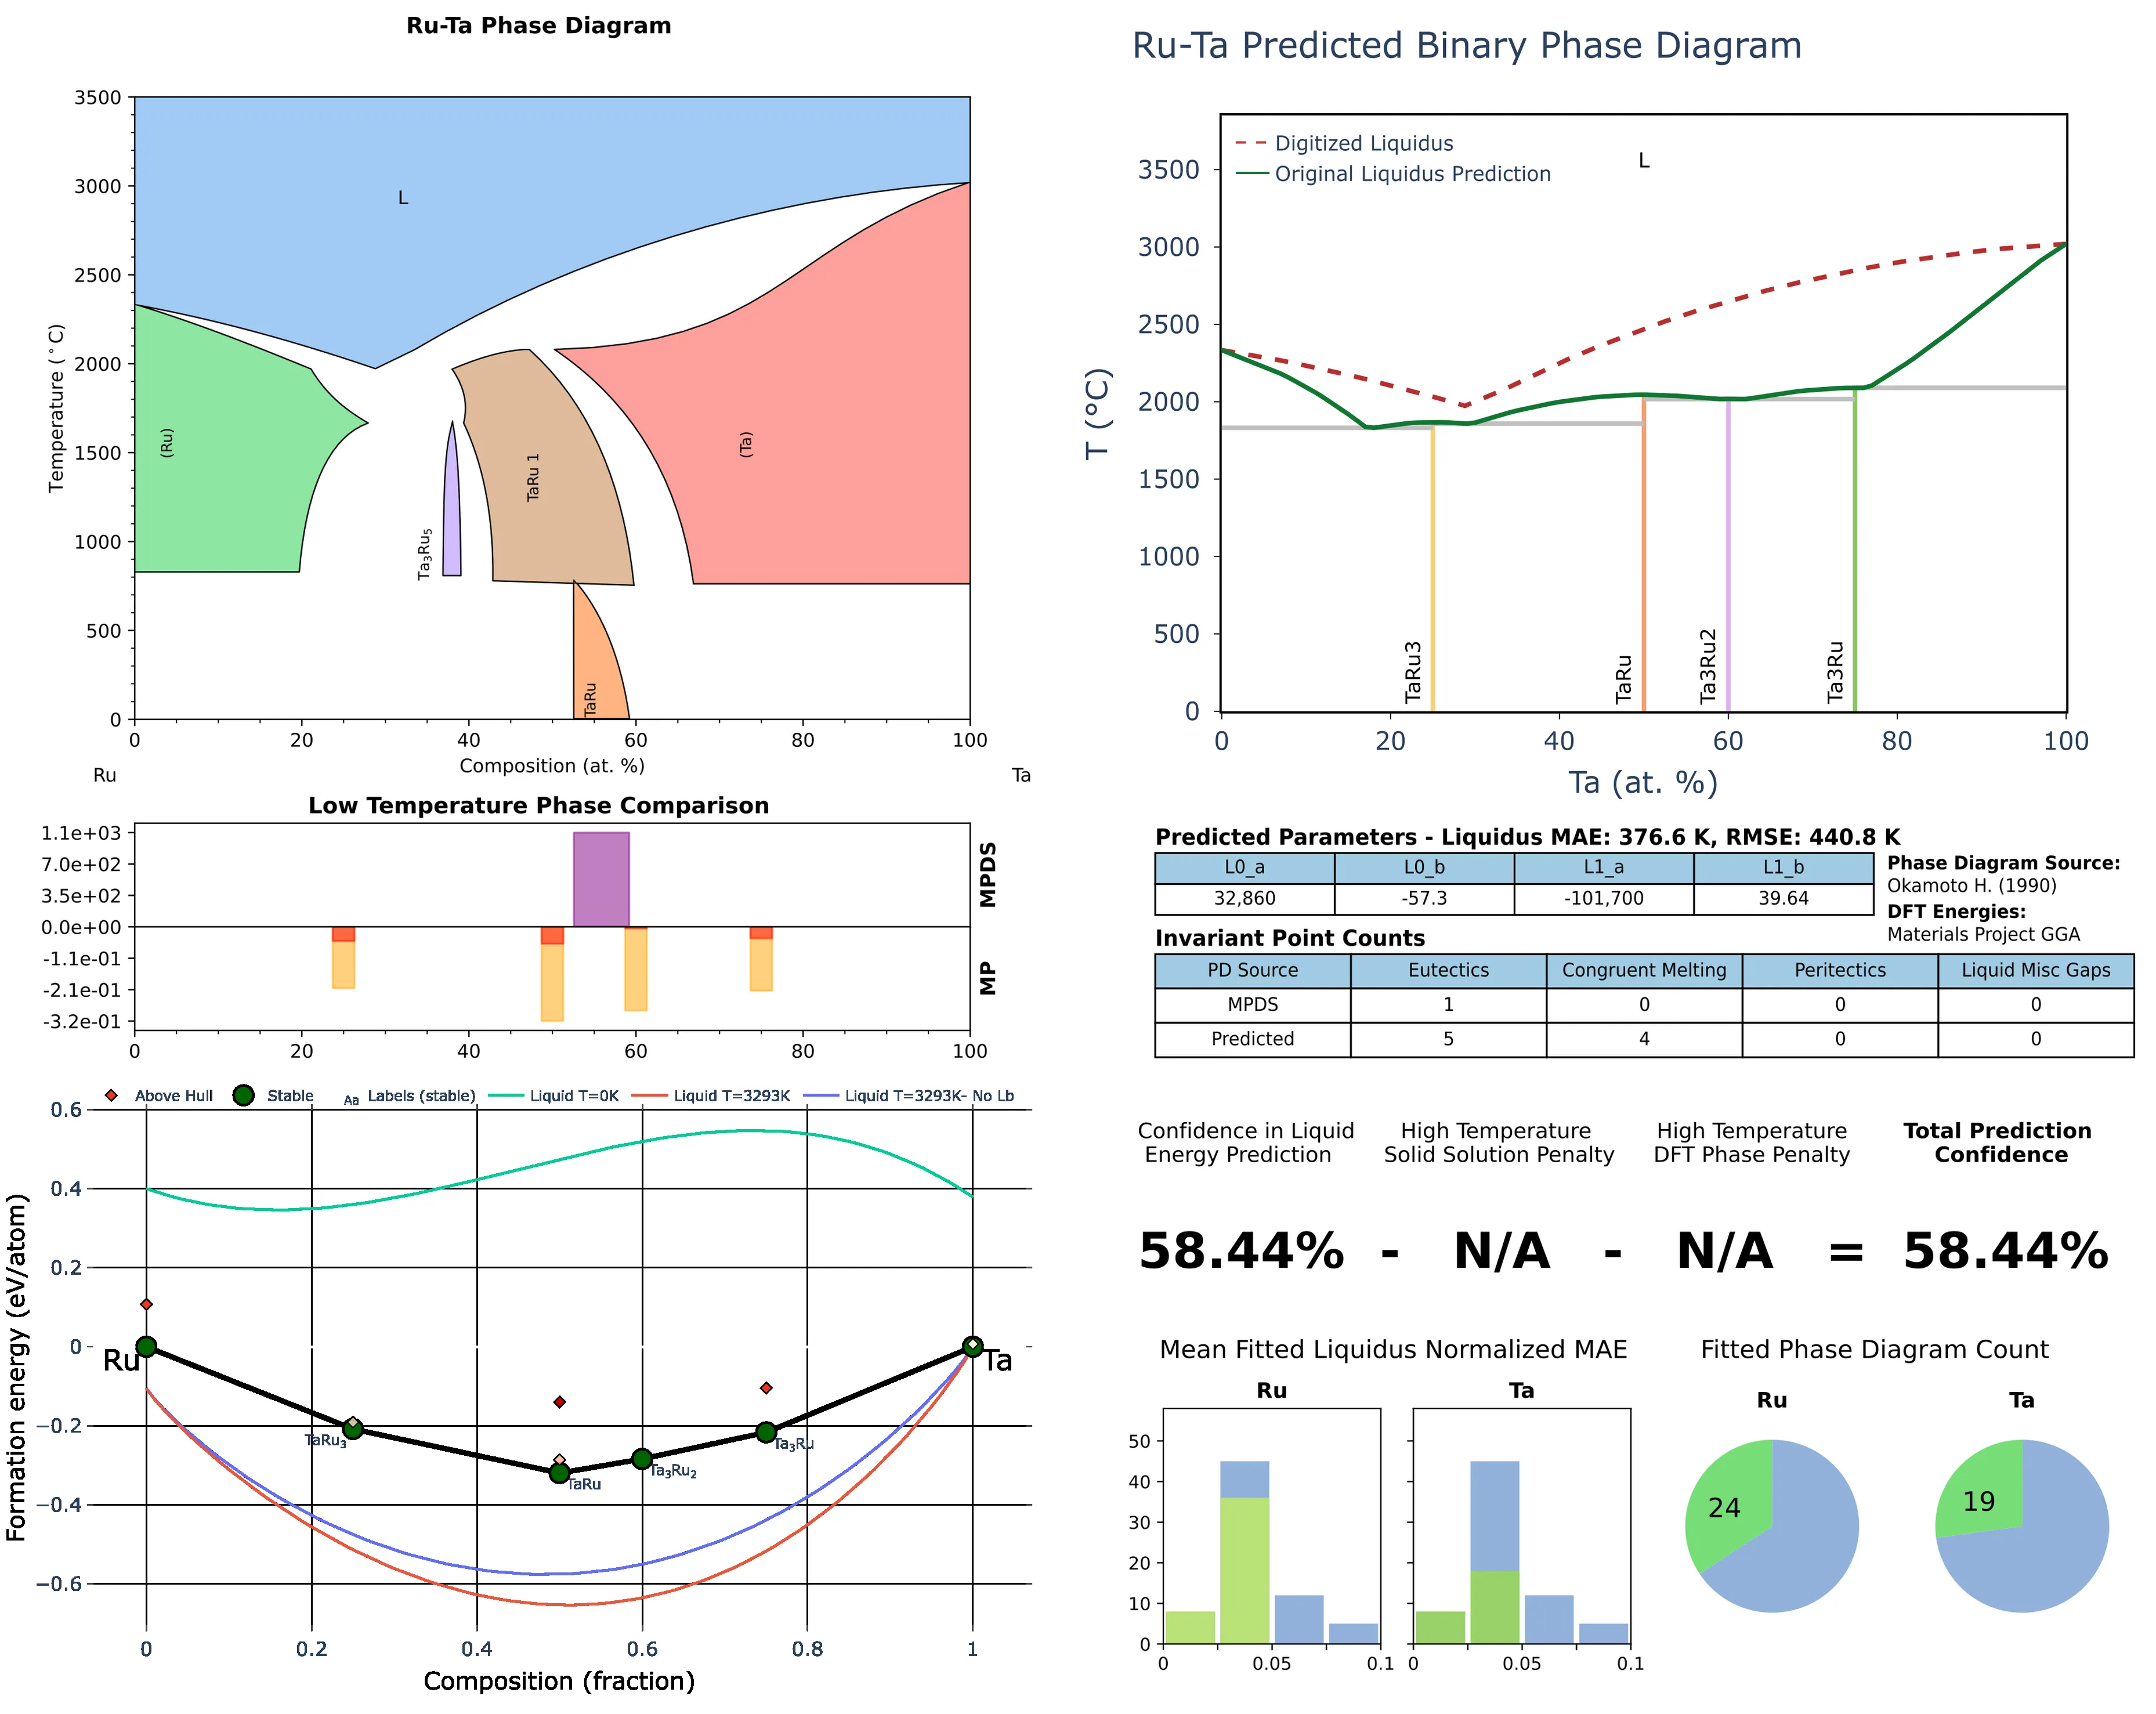 Ru-Ta Phase Diagram
3500
3000
2500
2000
1500
1000
500
0
Temperature (°C)
L
(Ru)
Ta3Ru5
TaRu 1
(Ta)
TaRu
0 20 40 60 80 100
Composition (at. %)
Ru Ta
Low Temperature Phase Comparison
1.1e+03
7.0e+02
3.5e+02
0.0e+00
-1.1e-01
-2.1e-01
-3.2e-01
MPDS
MP
0 20 40 60 80 100
Above Hull Stable Aa Labels (stable) Liquid T=0K Liquid T=3293K Liquid T=3293K- No Lb
0.6
0.4
0.2
0
−0.2
−0.4
−0.6
Formation energy (eV/atom)
Ru
Ta
TaRu3
TaRu
Ta3Ru2
Ta3Ru
0 0.2 0.4 0.6 0.8 1
Composition (fraction)
Ru-Ta Predicted Binary Phase Diagram
Digitized Liquidus
Original Liquidus Prediction
L
3500
3000
2500
2000
1500
1000
500
0
T (°C)
TaRu3
TaRu
Ta3Ru2
Ta3Ru
0 20 40 60 80 100
Ta (at. %)
Predicted Parameters - Liquidus MAE: 376.6 K, RMSE: 440.8 K
L0_a L0_b L1_a L1_b
32,860 -57.3 -101,700 39.64
Phase Diagram Source:
Okamoto H. (1990)
DFT Energies:
Materials Project GGA
Invariant Point Counts
PD Source Eutectics Congruent Melting Peritectics Liquid Misc Gaps
MPDS 1 0 0 0
Predicted 5 4 0 0
Confidence in Liquid
Energy Prediction
High Temperature
Solid Solution Penalty
High Temperature
DFT Phase Penalty
Total Prediction
Confidence
58.44% - N/A - N/A = 58.44%
Mean Fitted Liquidus Normalized MAE
Ru
Ta
50
40
30
20
10
0
0 0.05 0.1
0 0.05 0.1
Fitted Phase Diagram Count
Ru
Ta
24
19